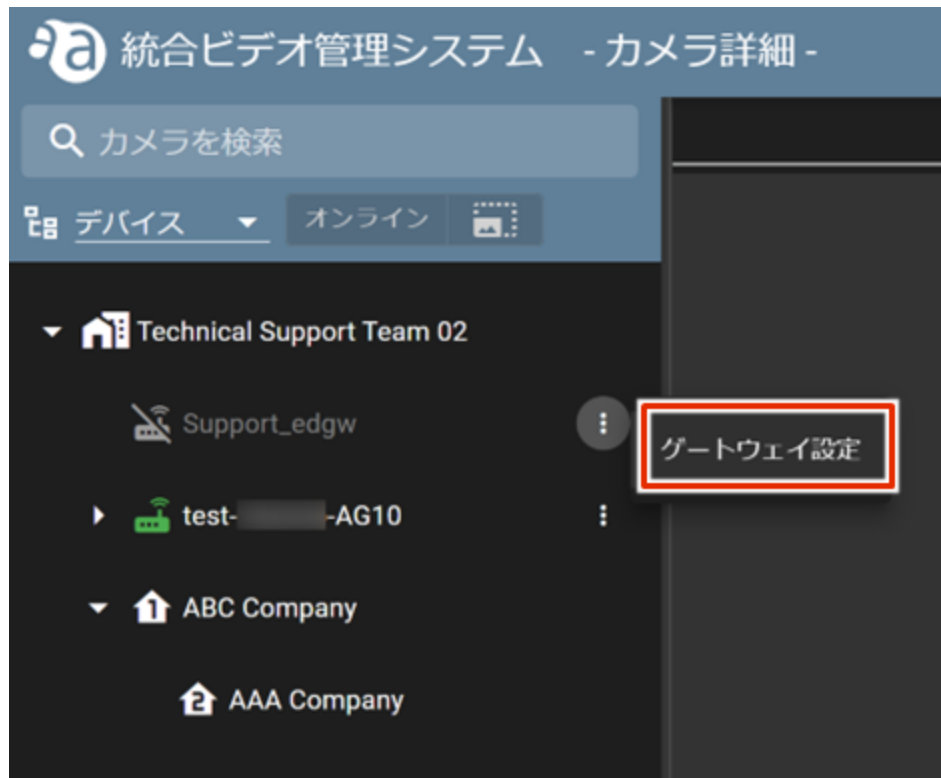 統合ビデオ管理システム - カメラ詳細 -
カメラを検索
デバイス オンライン
Technical Support Team 02
Support_edgw
ゲートウェイ設定
test- -AG10
1 ABC Company
2 AAA Company